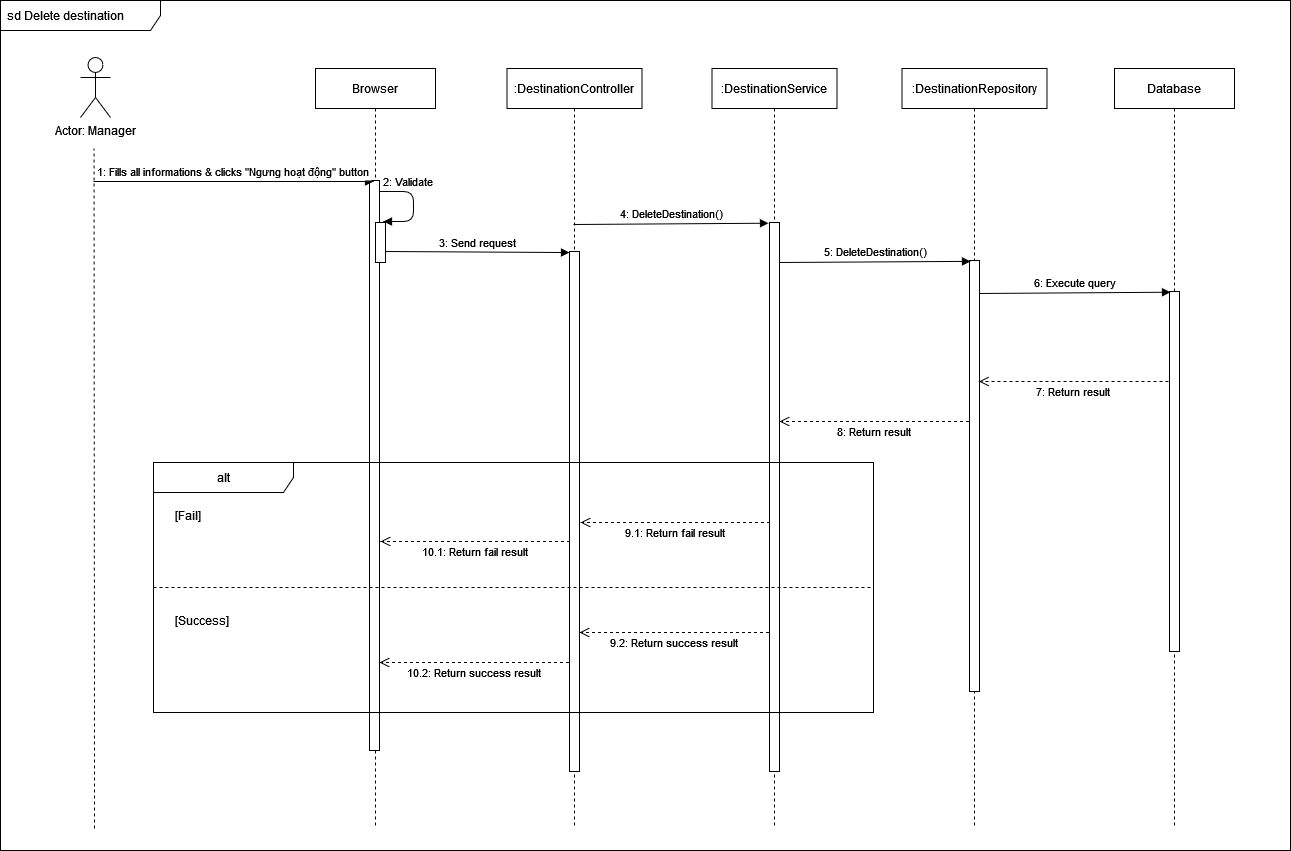 sd Delete destination
Actor: Manager
Browser
:DestinationController
:DestinationService
:DestinationRepository
Database
1: Fills all informations & clicks "Ngưng hoạt động" button
2: Validate
3: Send request
4: DeleteDestination()
5: DeleteDestination()
6: Execute query
7: Return result
8: Return result
alt
[Fail]
9.1: Return fail result
10.1: Return fail result
[Success]
9.2: Return success result
10.2: Return success result